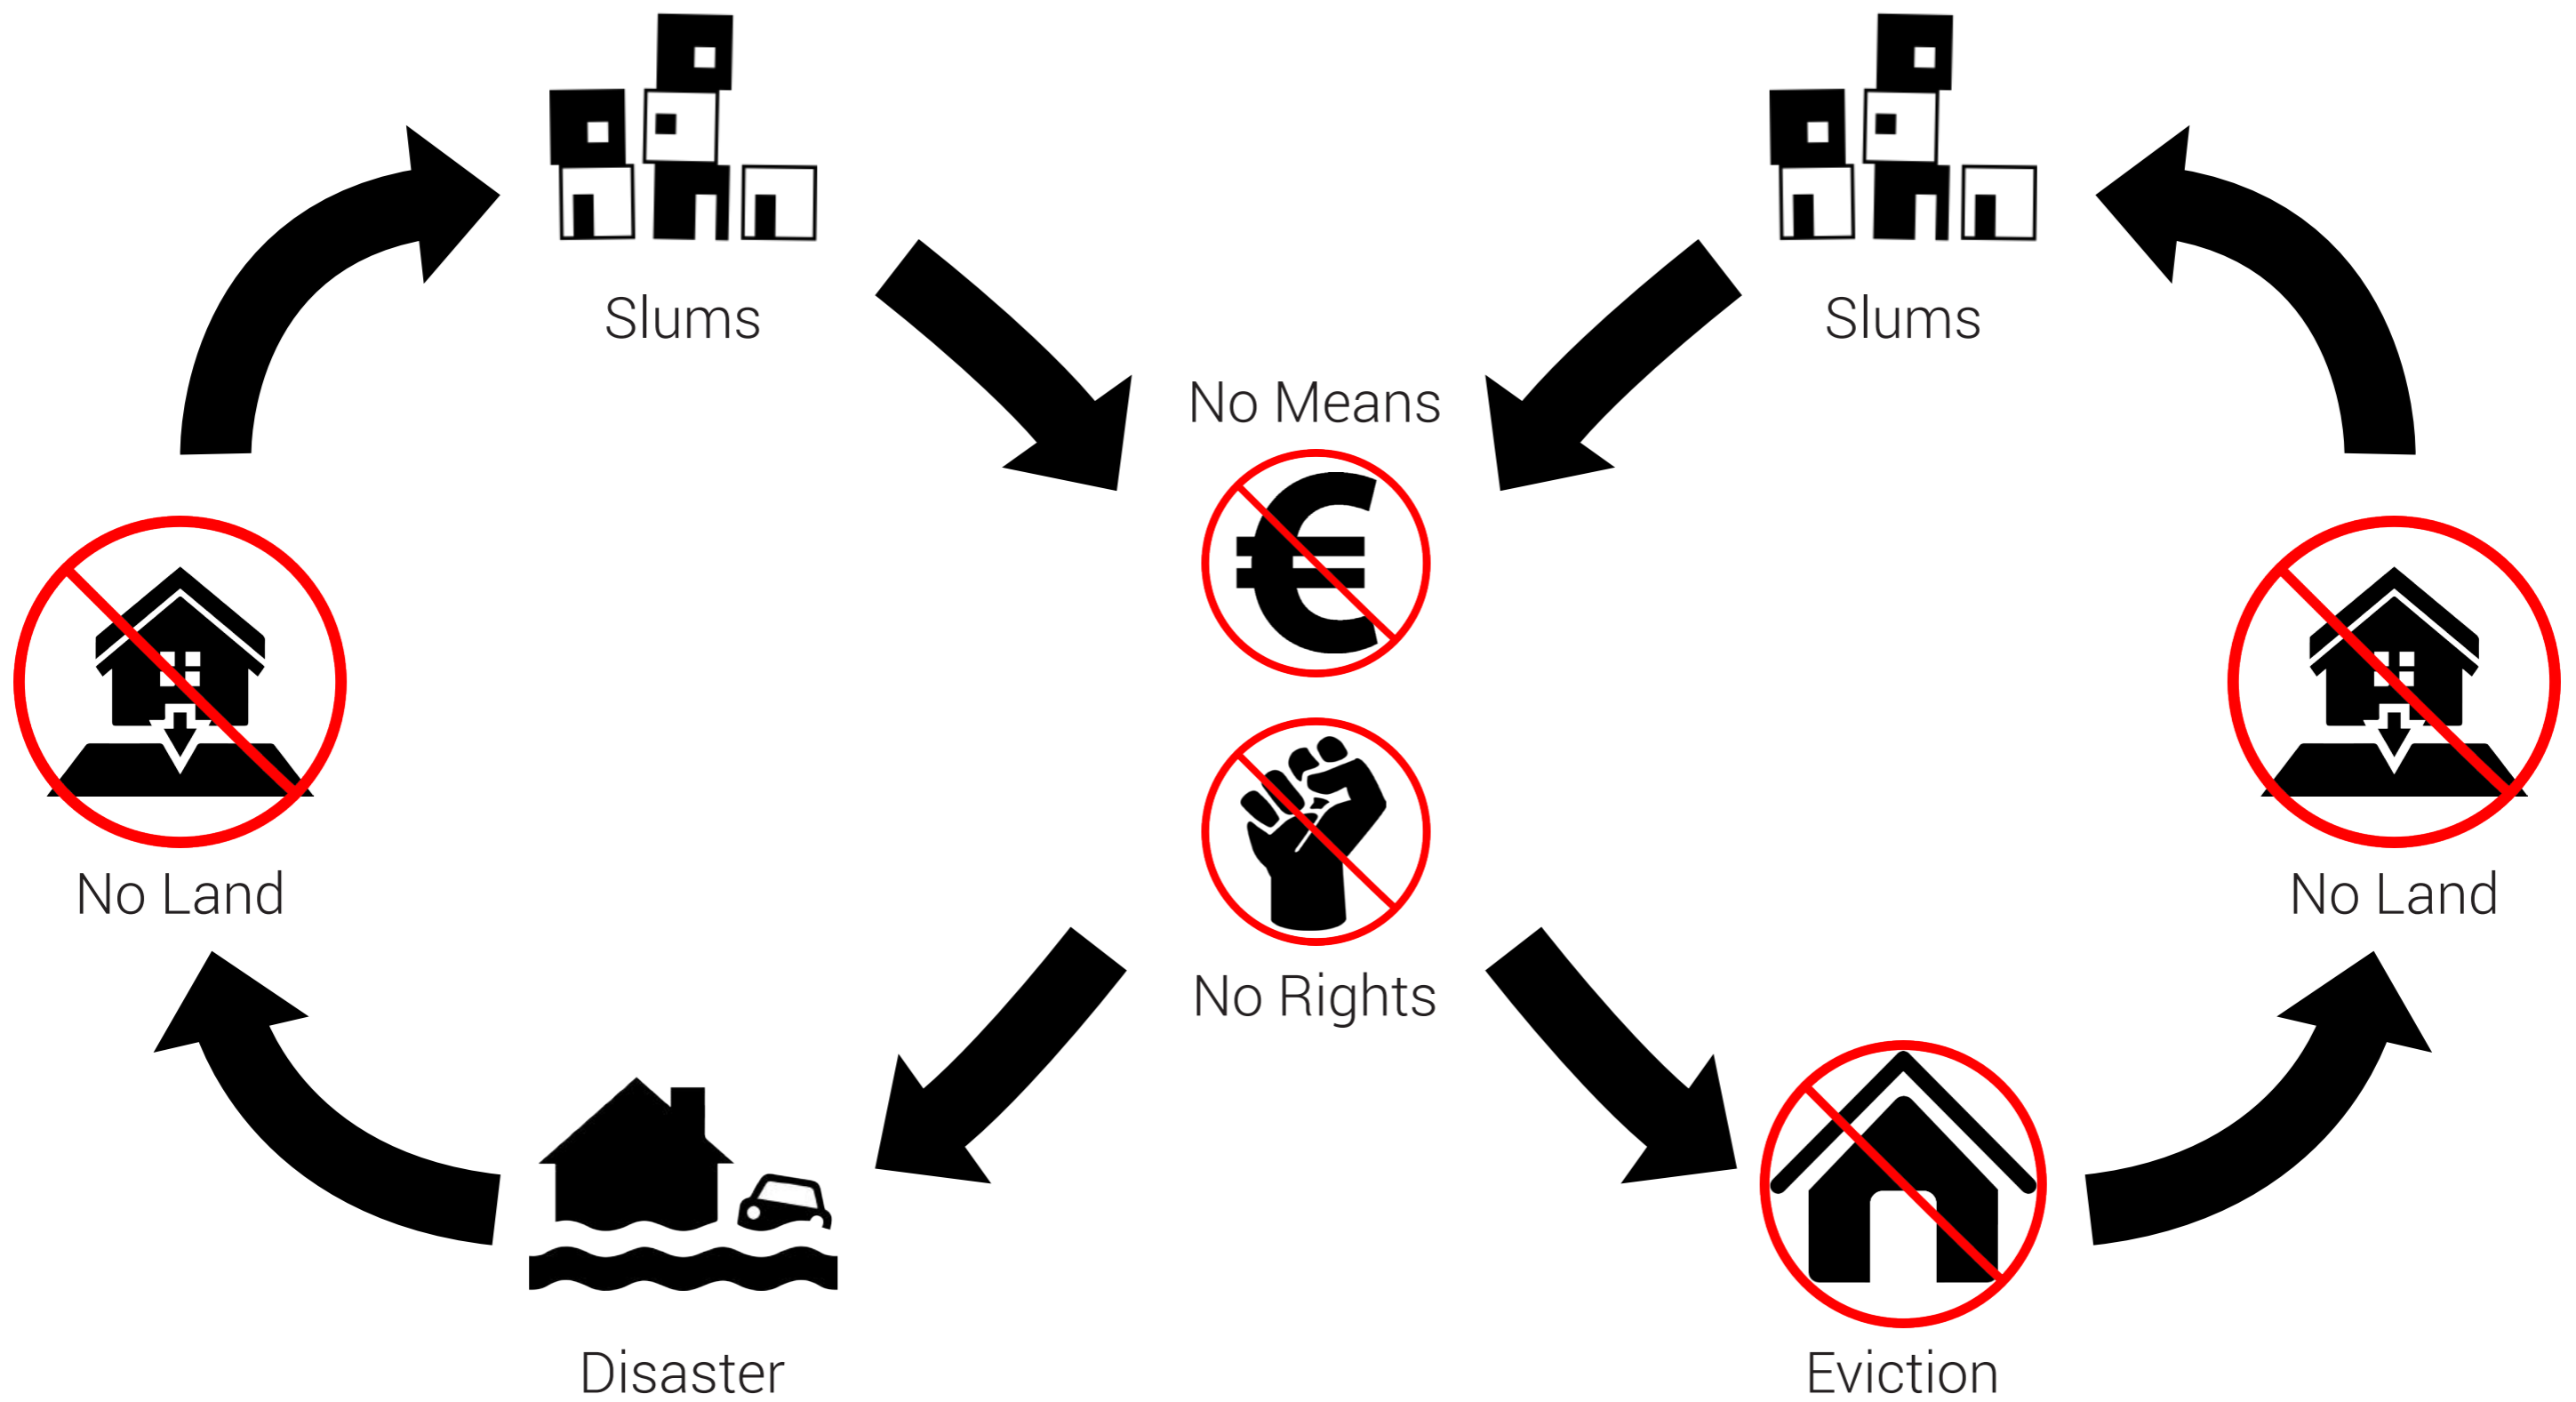 Slums
Slums
No Means
No Land
No Rights
No Land
Disaster
Eviction